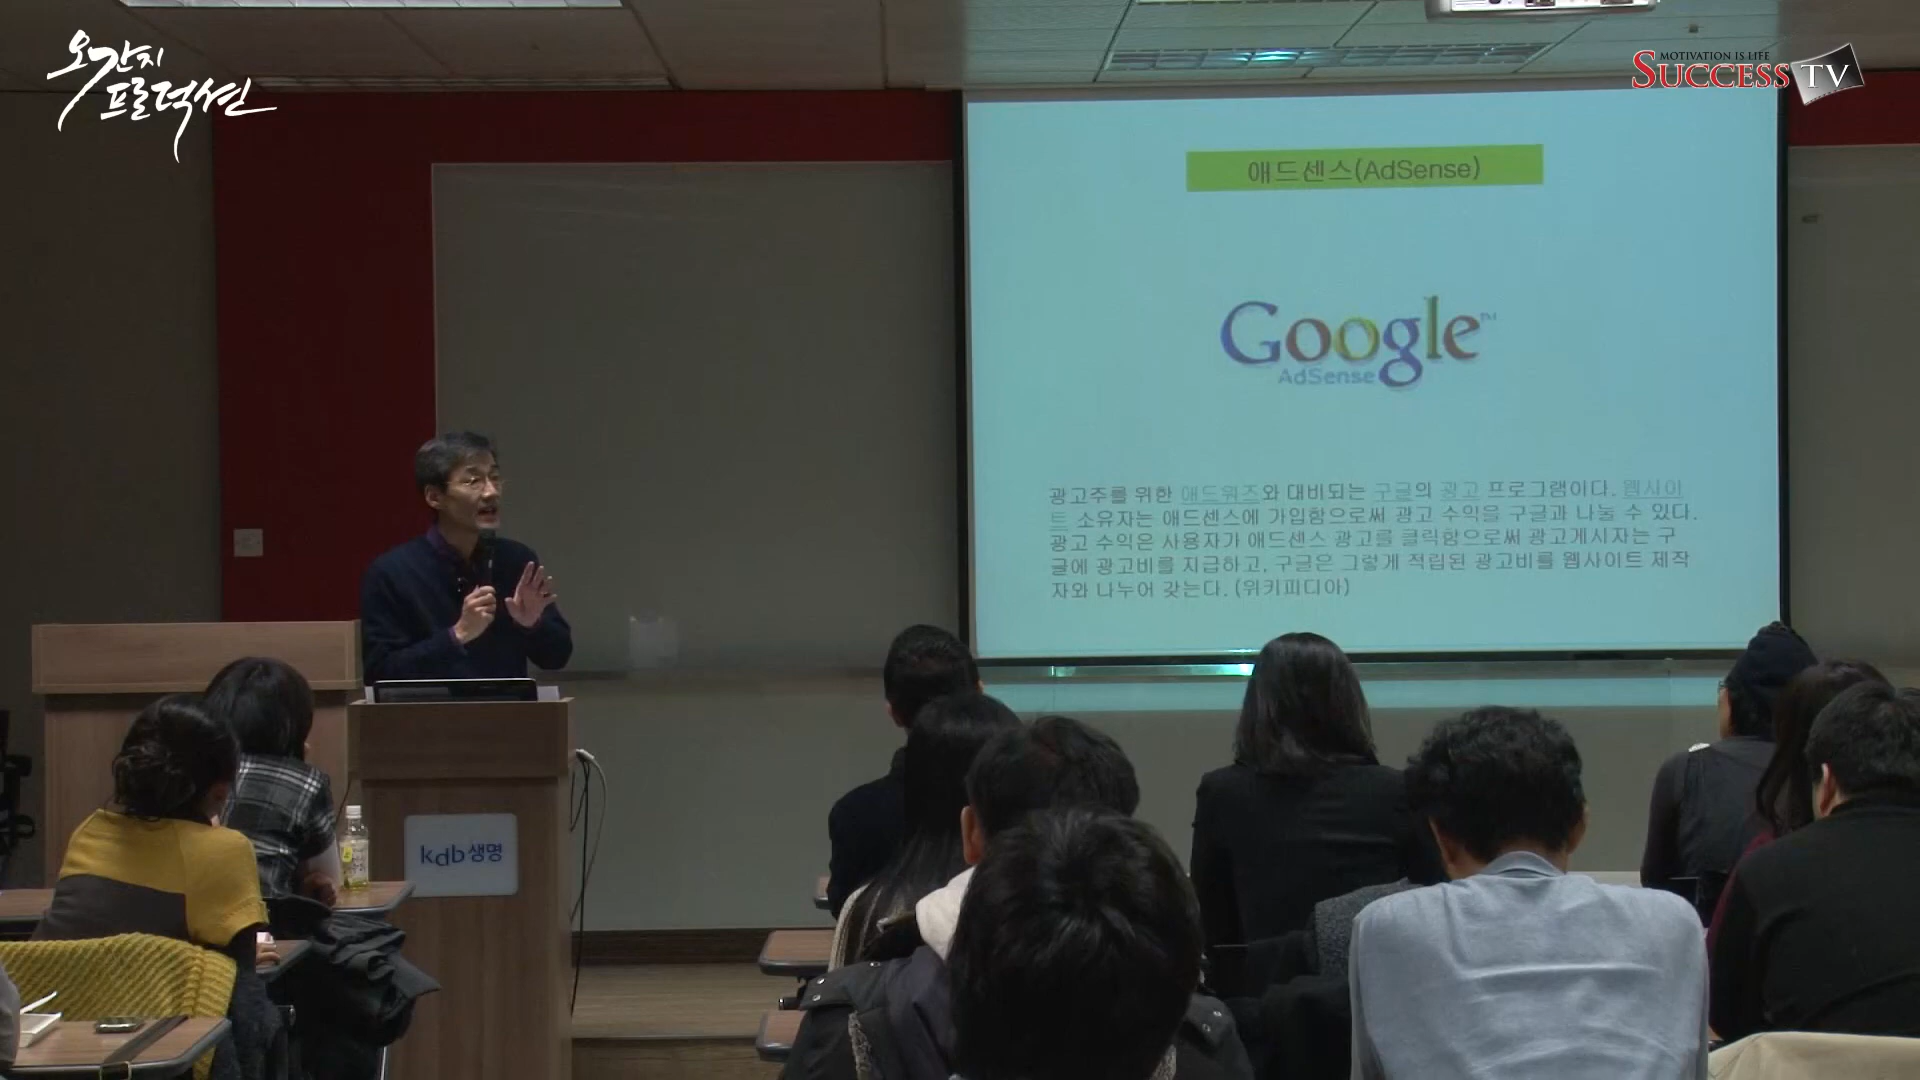 오간지
프로덕션
MOTIVATION IS LIFE
SUCCESS TV
애드센스(AdSense)
Google™
AdSense
광고주를 위한 애드워즈와 대비되는 구글의 광고 프로그램이다. 웹사이
트 소유자는 애드센스에 가입함으로써 광고 수익을 구글과 나눌 수 있다.
광고 수익은 사용자가 애드센스 광고를 클릭함으로써 광고게시자는 구
글에 광고비를 지급하고, 구글은 그렇게 적립된 광고비를 웹사이트 제작
자와 나누어 갖는다. (위키피디아)
kdb생명